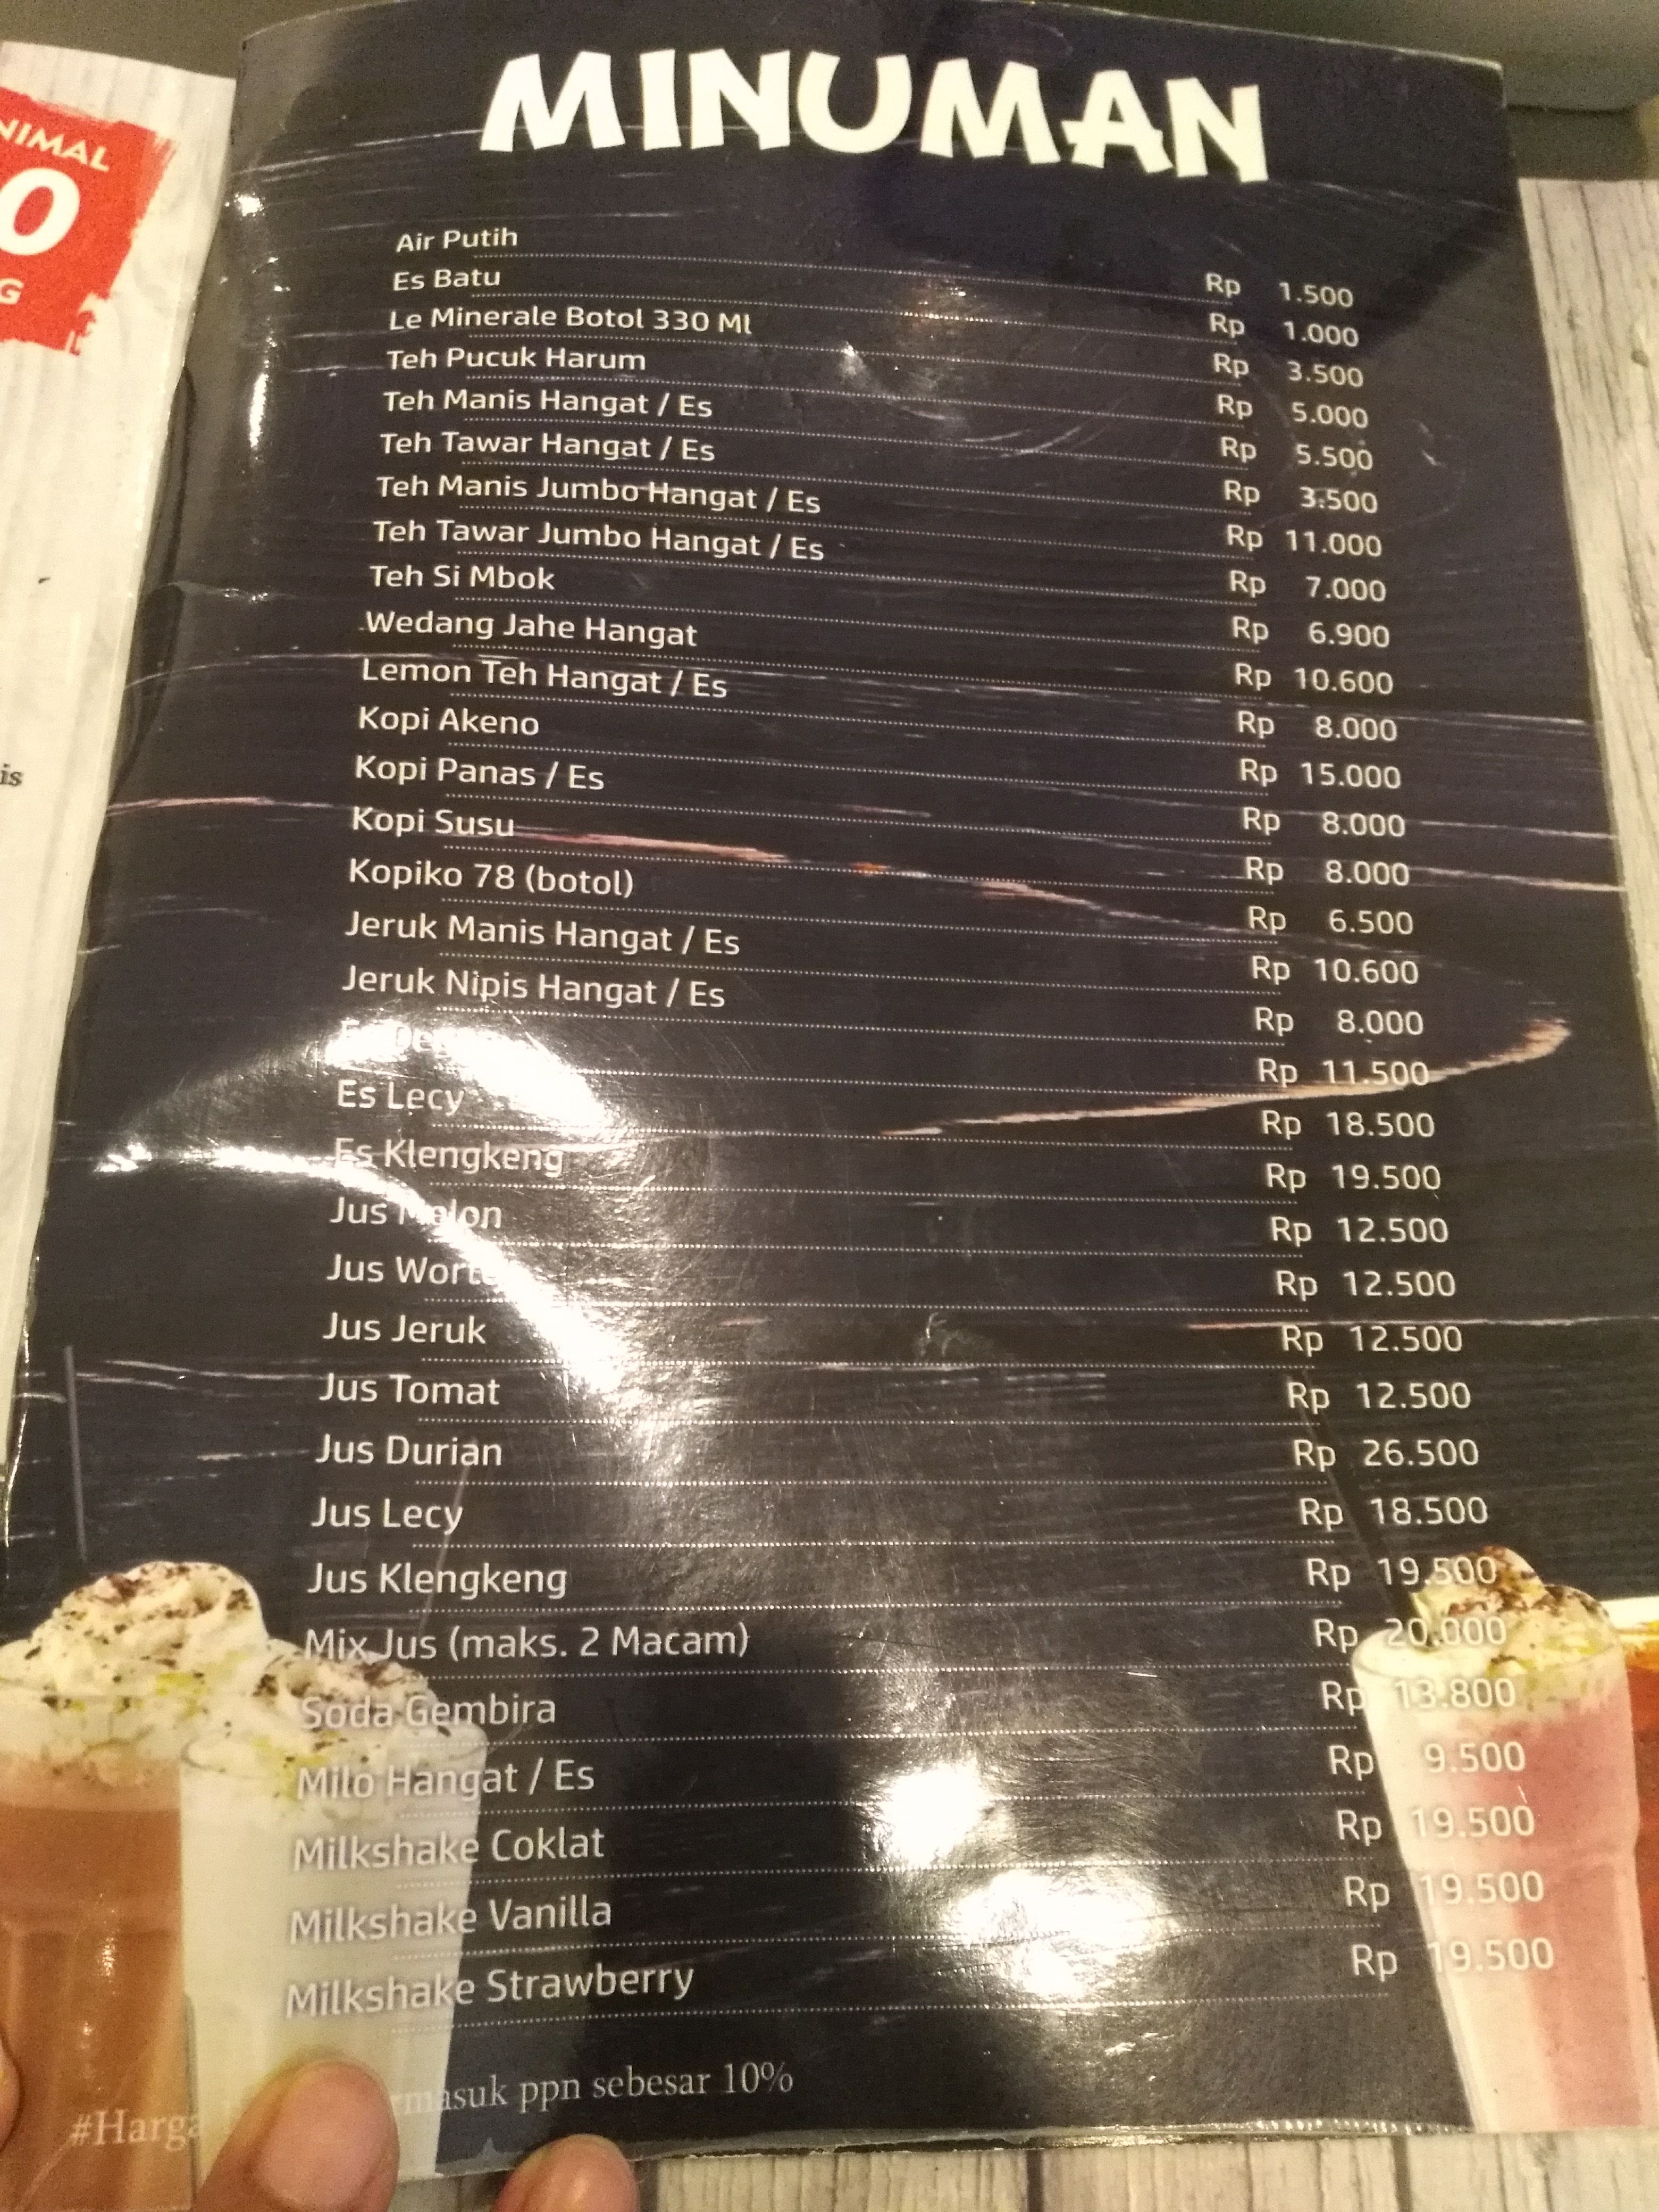 NIMAL
0
G
is
MINUMAN
Air Putih Rp 1.500
Es Batu Rp 1.000
Le Minerale Botol 330 Ml Rp 3.500
Teh Pucuk Harum Rp 5.000
Teh Manis Hangat / Es Rp 5.500
Teh Tawar Hangat / Es Rp 3.500
Teh Manis Jumbo Hangat / Es Rp 11.000
Teh Tawar Jumbo Hangat / Es Rp 7.000
Teh Si Mbok Rp 6.900
Wedang Jahe Hangat Rp 10.600
Lemon Teh Hangat / Es Rp 8.000
Kopi Akeno Rp 15.000
Kopi Panas / Es Rp 8.000
Kopi Susu Rp 8.000
Kopiko 78 (botol) Rp 6.500
Jeruk Manis Hangat / Es Rp 10.600
Jeruk Nipis Hangat / Es Rp 8.000
Es Rp 11.500
Es Lecy Rp 18.500
Es Klengkeng Rp 19.500
Jus Melon Rp 12.500
Jus Rp 12.500
Jus Jeruk Rp 12.500
Jus Tomat Rp 12.500
Jus Durian Rp 26.500
Jus Lecy Rp 18.500
Jus Klengkeng Rp 19.500
Mix Jus (maks. 2 Macam) Rp 20.000
Soda Gembira Rp 13.800
Milo Hangat / Es Rp 9.500
Milkshake Coklat Rp 19.500
Milkshake Vanilla Rp 19.500
Milkshake Strawberry Rp 19.500
#Harga masuk ppn sebesar 10%